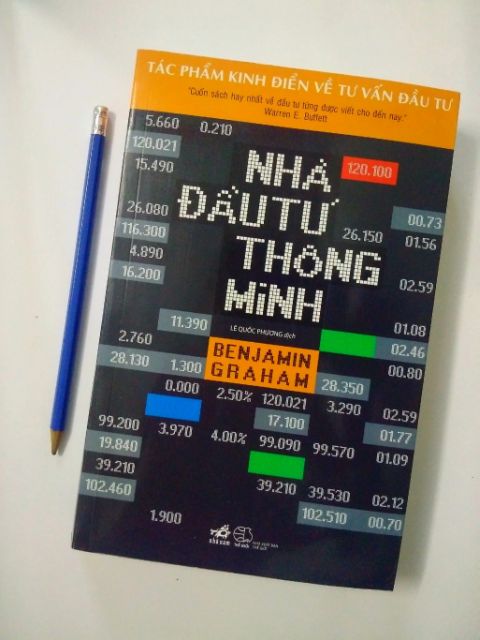 TÁC PHẨM KINH ĐIỂN VỀ TƯ VẤN ĐẦU TƯ
"Cuốn sách hay nhất về đầu tư từng được viết cho đến nay."
Warren E. Buffett
5.660 0.210
120.021
15.490
NHÀ 120.100
ĐẦU TƯ
26.080 00.73
116.300 26.150 01.56
4.890 THÔNG
16.200 02.59
MINH
11.390 01.08
LÊ QUỐC PHƯƠNG dịch
2.760 02.46
28.130 1.300 BENJAMIN 00.80
GRAHAM 28.350
0.000 2.50% 120.021 3.290 02.59
17.100 01.77
99.200 3.970 4.00% 99.090 99.570 01.09
19.840
39.210
102.460 39.210 39.530 02.12
102.510 00.70
1.900
nhã nam